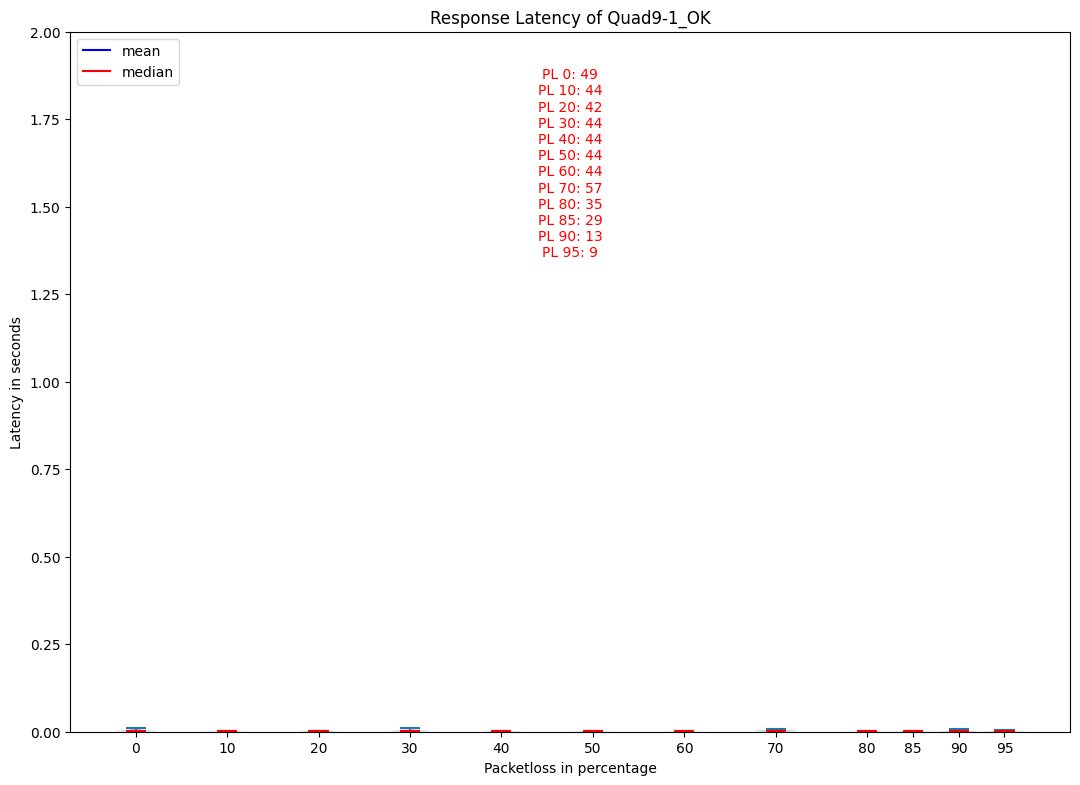 Response Latency of Quad9-1_OK
mean
median
PL 0: 49
PL 10: 44
PL 20: 42
PL 30: 44
PL 40: 44
PL 50: 44
PL 60: 44
PL 70: 57
PL 80: 35
PL 85: 29
PL 90: 13
PL 95: 9
Latency in seconds
2.00
1.75
1.50
1.25
1.00
0.75
0.50
0.25
0.00
0 10 20 30 40 50 60 70 80 85 90 95
Packetloss in percentage